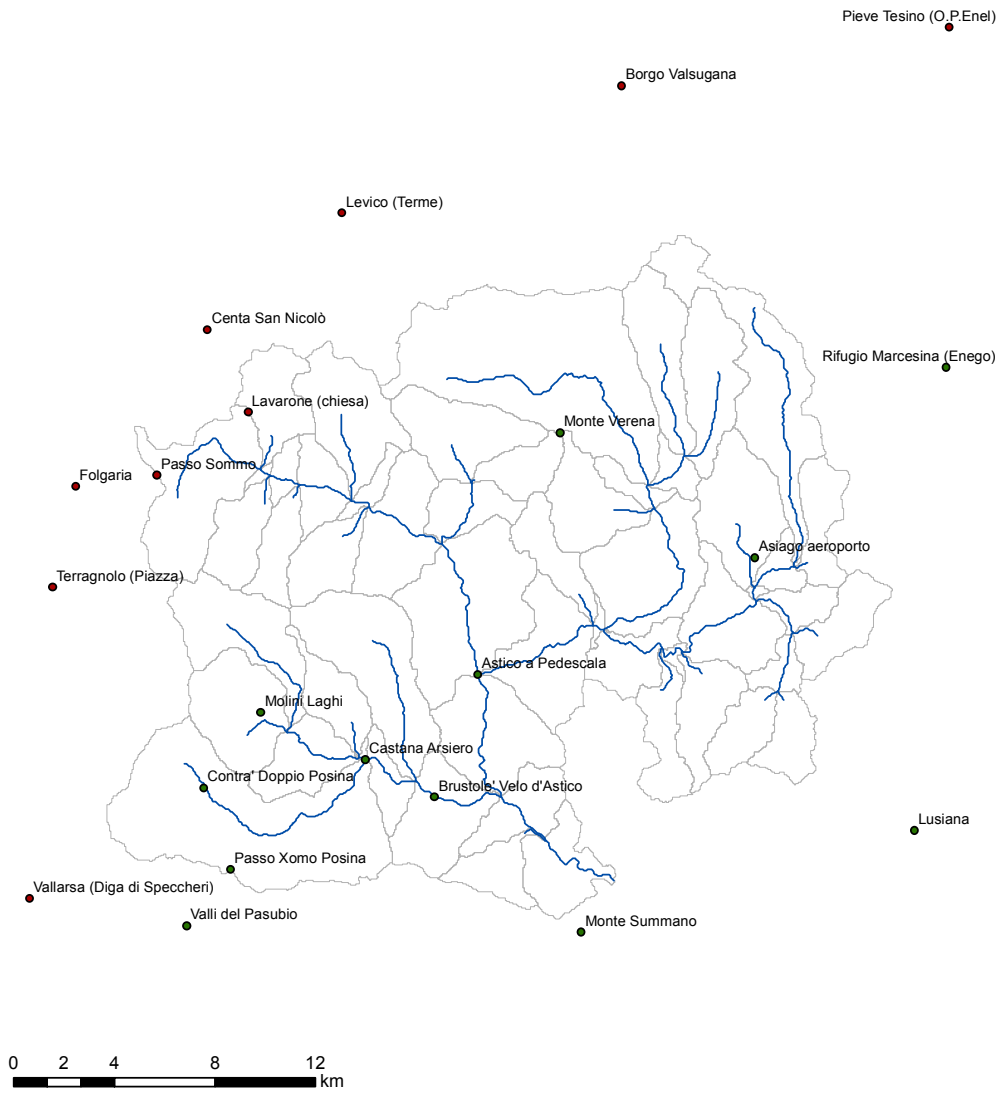 Pieve Tesino (O.P.Enel)
Borgo Valsugana
Levico (Terme)
Centa San Nicolò
Rifugio Marcesina (Enego)
Lavarone (chiesa)
Monte Verena
Passo Sommo
Folgaria
Asiago aeroporto
Terragnolo (Piazza)
Astico a Pedescala
Molini Laghi
Castana Arsiero
Contra' Doppio Posina
Brustole' Velo d'Astico
Lusiana
Passo Xomo Posina
Vallarsa (Diga di Speccheri)
Valli del Pasubio
Monte Summano
0 2 4 8 12
km